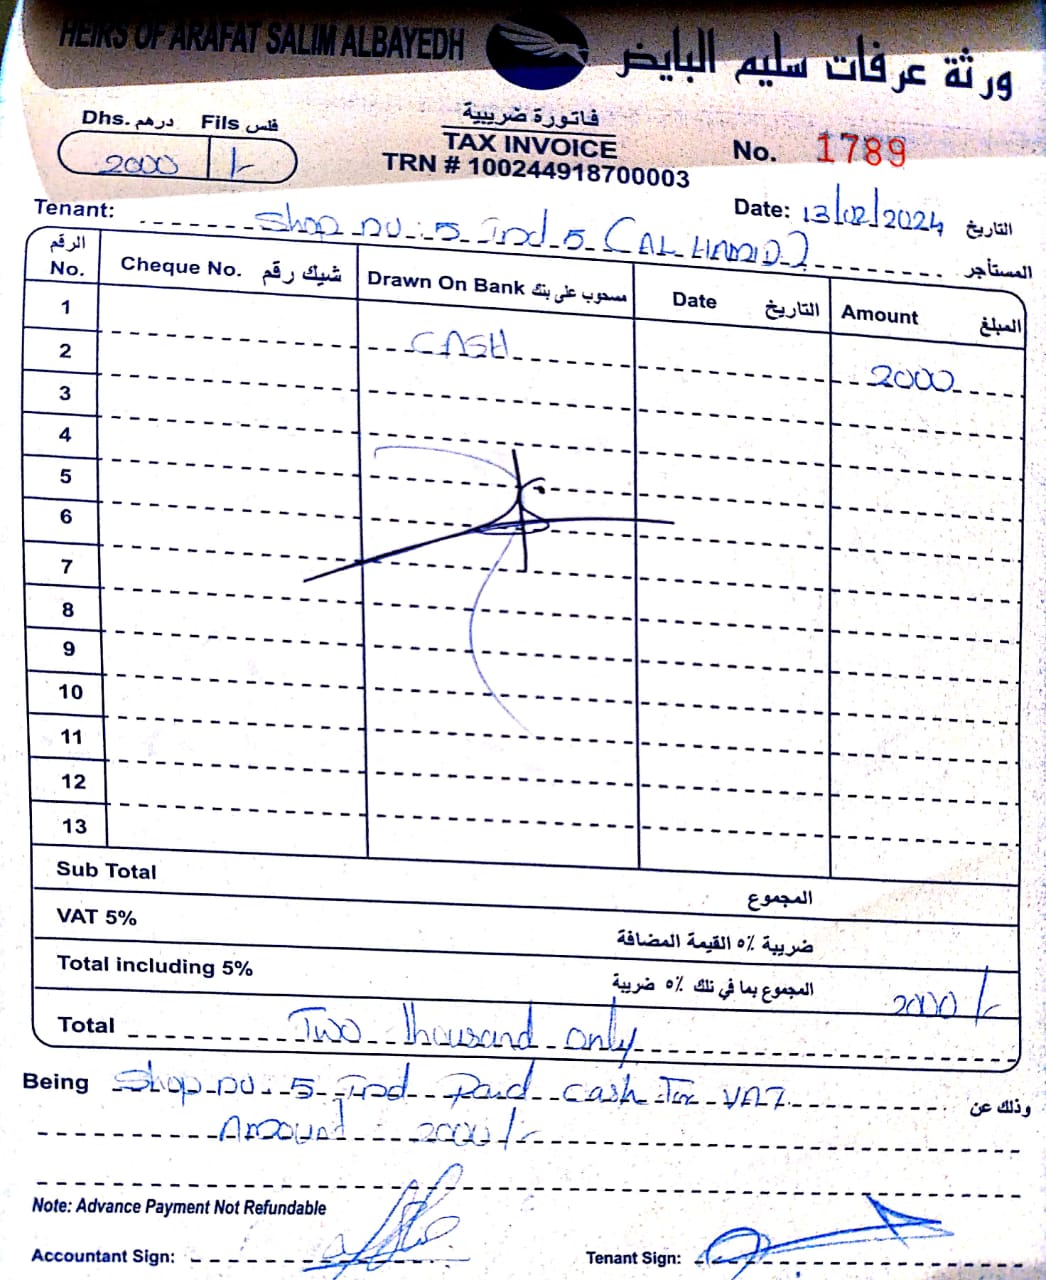 HEIRS OF ARAFAT SALIM ALBAYEDH ورثة عرفات سليم البايض
Dhs. درهم Fils فلس
2000 /-
فاتورة ضريبية
TAX INVOICE
TRN # 100244918700003
No. 1789
Date: 13/02/2024 التاريخ
Tenant: Shop no: 5 Ind 5 (AL HAMID) المستأجر
الرقم No. Cheque No. شيك رقم Drawn On Bank مسحوب على بنك Date التاريخ Amount المبلغ
1
2 CASH 2000
3
4
5
6
7
8
9
10
11
12
13
Sub Total المجموع
VAT 5% ضريبة ٥٪ القيمة المضافة
Total including 5% المجموع بما في تلك ٥٪ ضريبة 2000/-
Total Two thousand only
Being Shop no: 5 Ind Paid cash For VAT وذلك عن
Amount 2000/-
Note: Advance Payment Not Refundable
Accountant Sign: Tenant Sign: